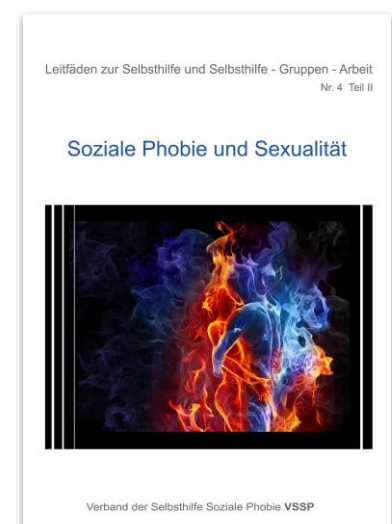 Leitfäden zur Selbsthilfe und Selbsthilfe - Gruppen - Arbeit
Nr. 4 Teil II
Soziale Phobie und Sexualität
Verband der Selbsthilfe Soziale Phobie VSSP